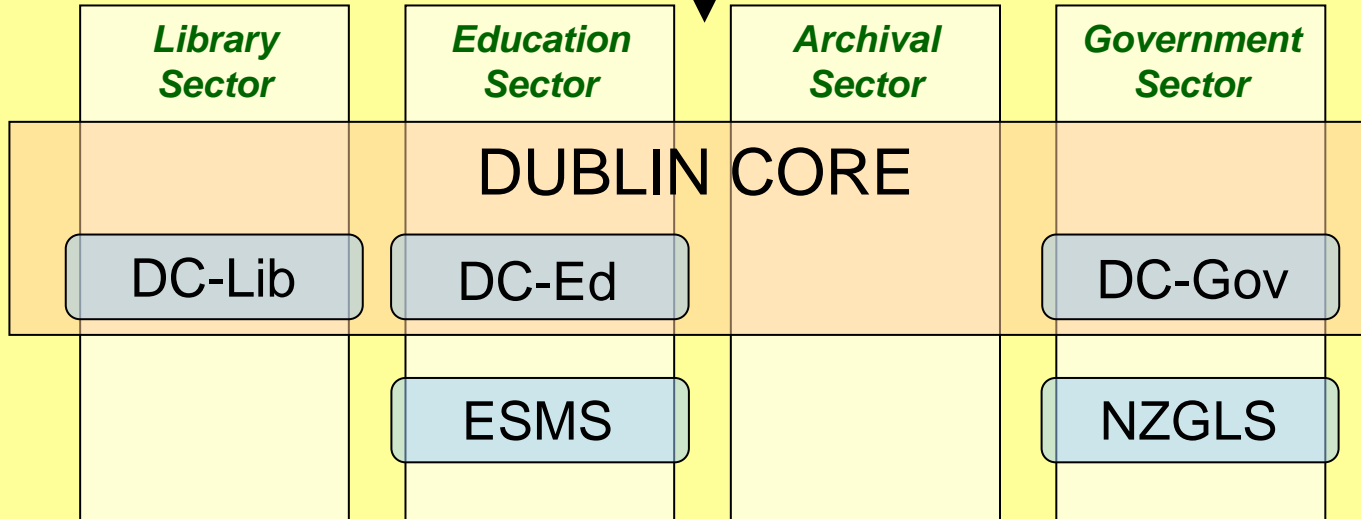 Library
Sector
Education
Sector
Archival
Sector
Government
Sector
DUBLIN CORE
DC-Lib
DC-Ed
DC-Gov
ESMS
NZGLS